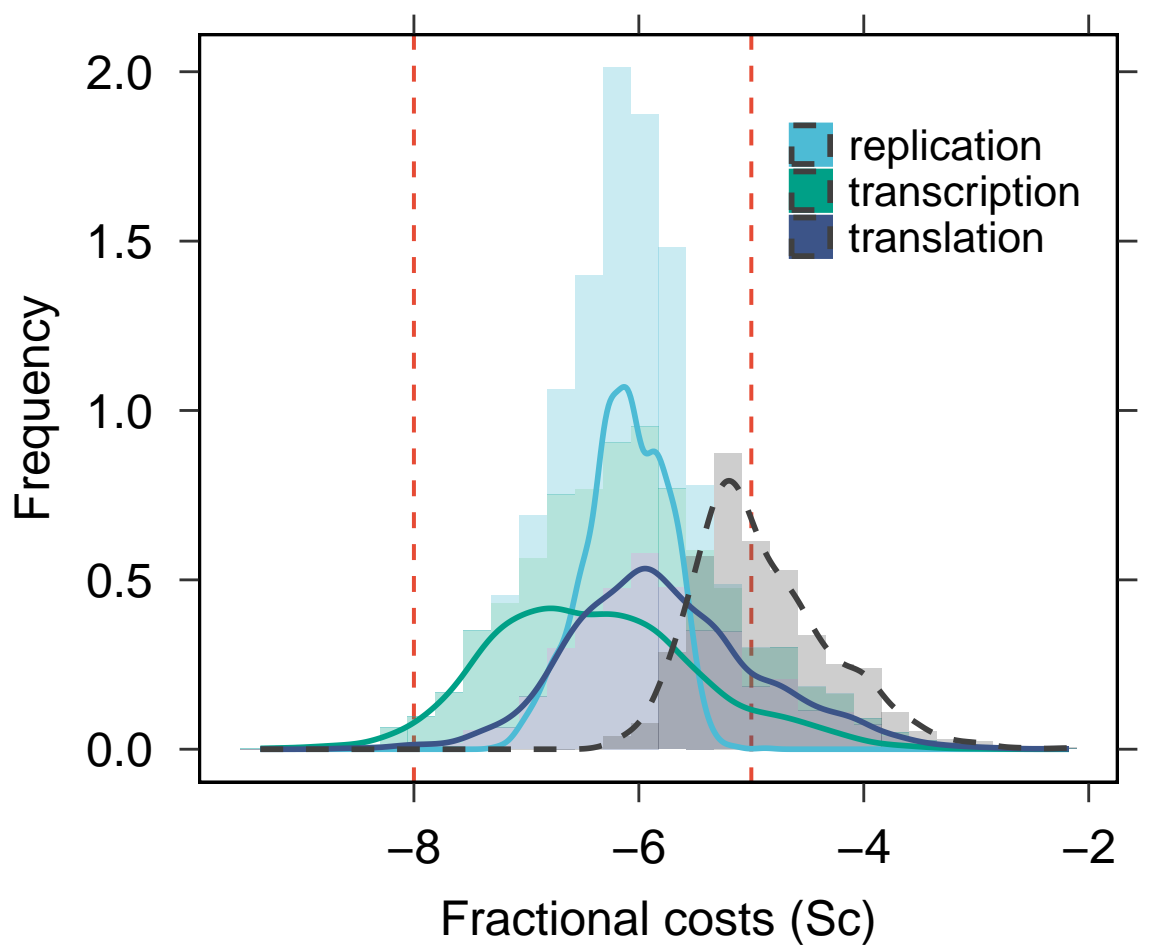 2.0
1.5
1.0
0.5
0.0
Frequency
replication
transcription
translation
−8
−6
−4
−2
Fractional costs (Sc)